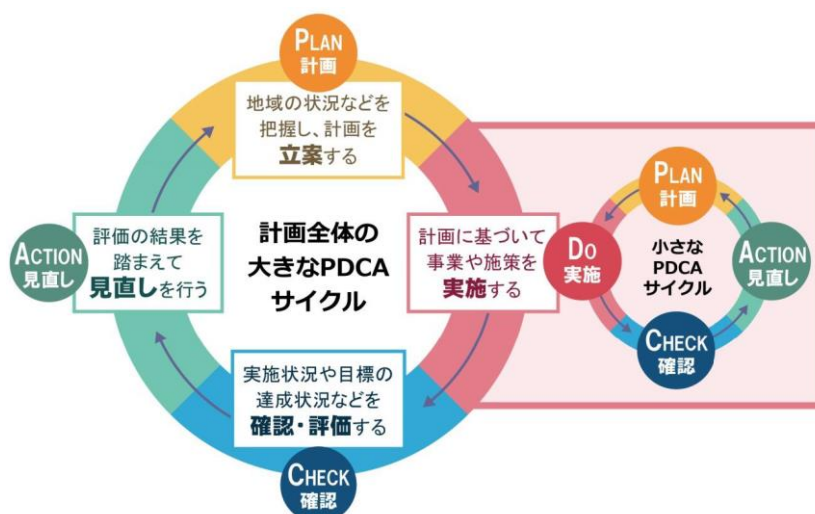 PLAN
計画
地域の状況などを
把握し、計画を
立案する
計画に基づいて
事業や施策を
実施する
DO
実施
実施状況や目標の
達成状況などを
確認・評価する
CHECK
確認
ACTION
見直し
評価の結果を
踏まえて
見直しを行う
計画全体の
大きなPDCA
サイクル
PLAN
計画
小さな
PDCA
サイクル
ACTION
見直し
CHECK
確認